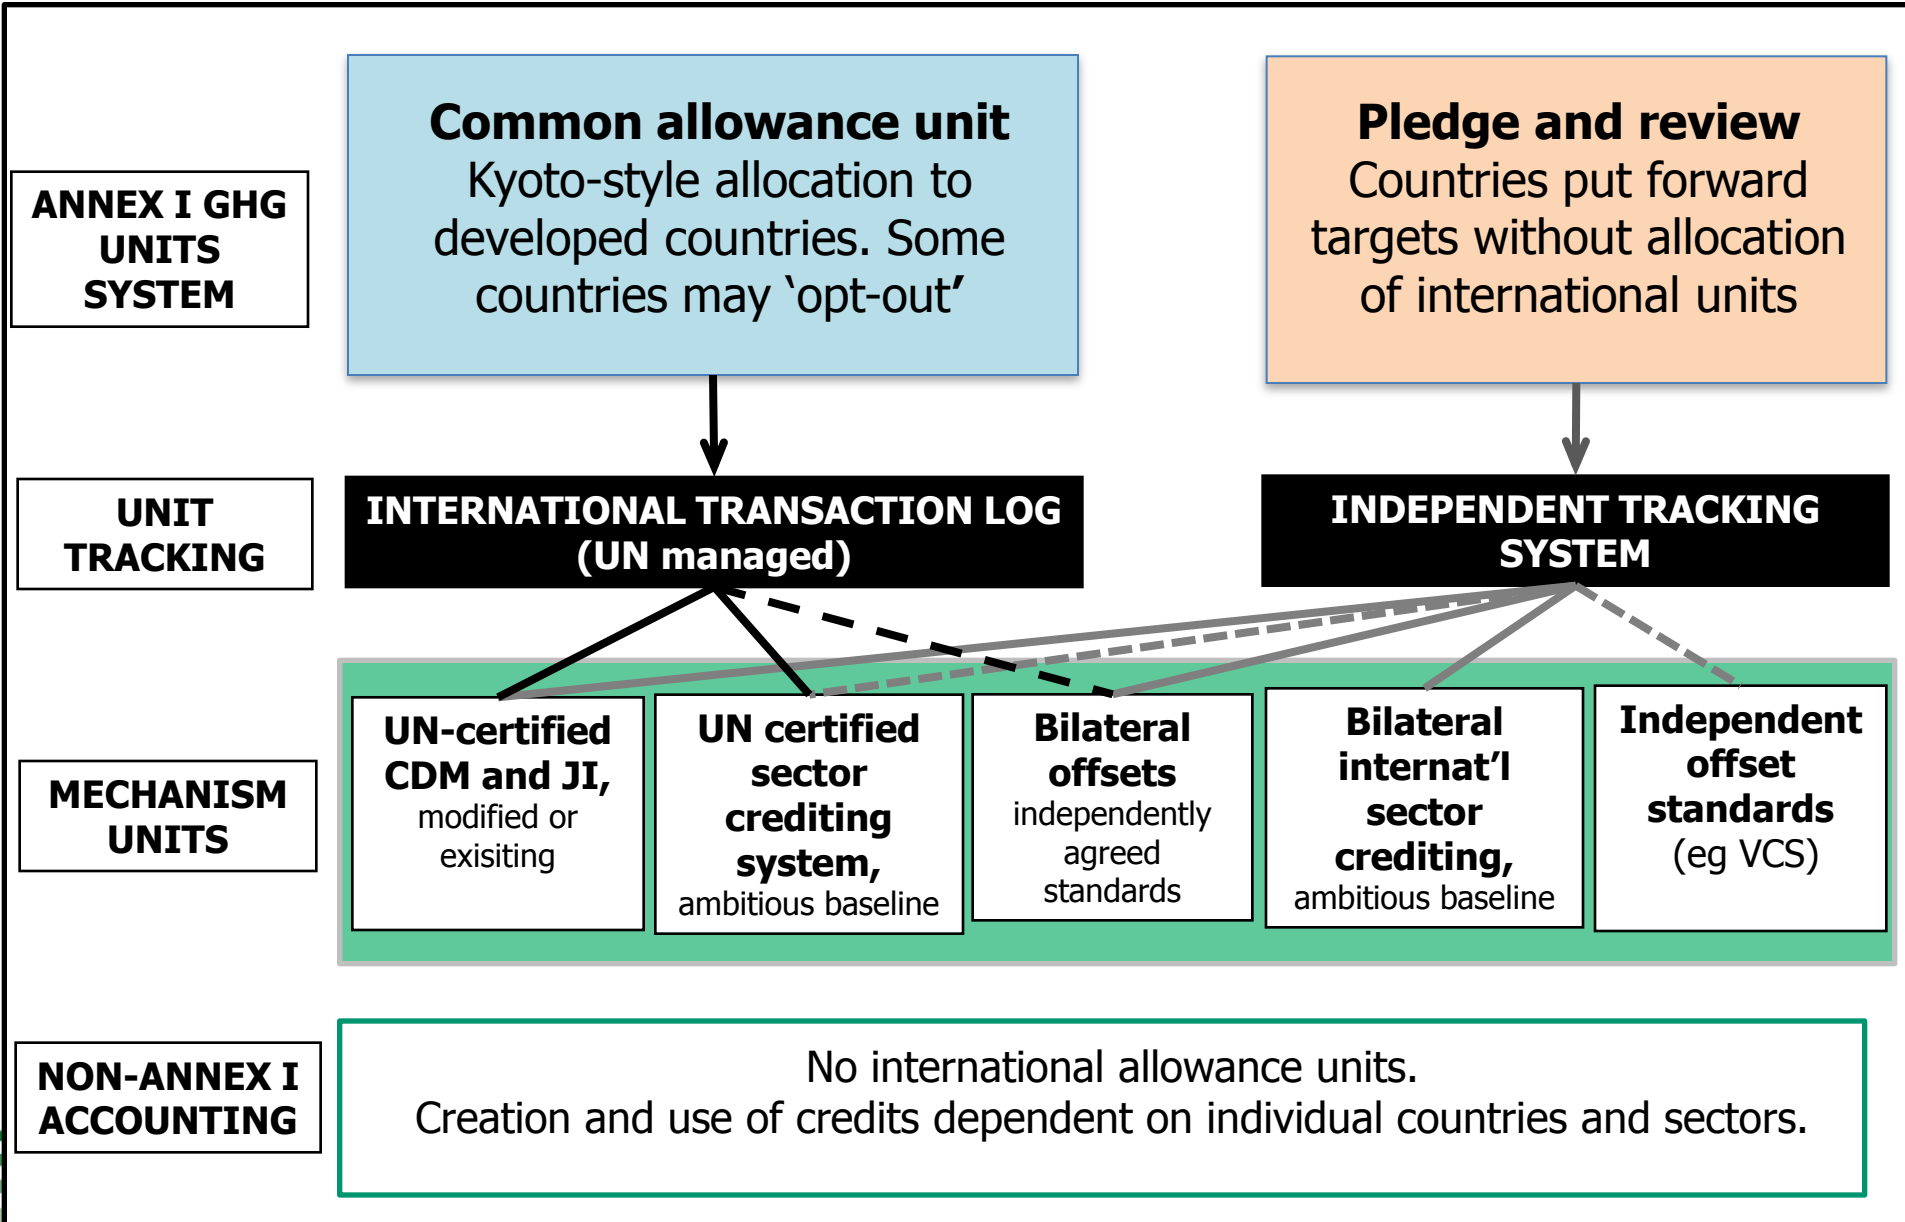 ANNEX I GHG
UNITS
SYSTEM
Common allowance unit
Kyoto-style allocation to
developed countries. Some
countries may ‘opt-out’
Pledge and review
Countries put forward
targets without allocation
of international units
UNIT
TRACKING
INTERNATIONAL TRANSACTION LOG
(UN managed)
INDEPENDENT TRACKING
SYSTEM
MECHANISM
UNITS
UN-certified
CDM and JI,
modified or
exisiting
UN certified
sector
crediting
system,
ambitious baseline
Bilateral
offsets
independently
agreed
standards
Bilateral
internat'l
sector
crediting,
ambitious baseline
Independent
offset
standards
(eg VCS)
NON-ANNEX I
ACCOUNTING
No international allowance units.
Creation and use of credits dependent on individual countries and sectors.